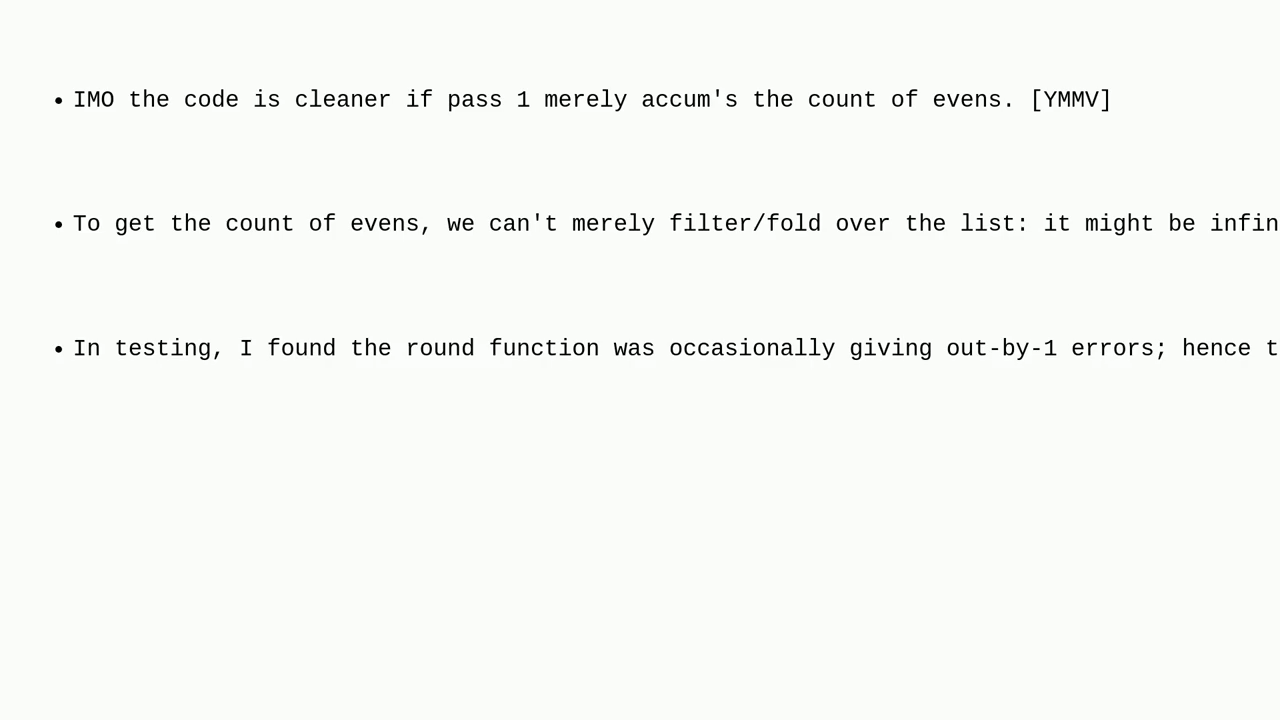 • IMO the code is cleaner if pass 1 merely accum's the count of evens. [YMMV]
• To get the count of evens, we can't merely filter/fold over the list: it might be
• In testing, I found the round function was occasionally giving out-by-1 errors; hence